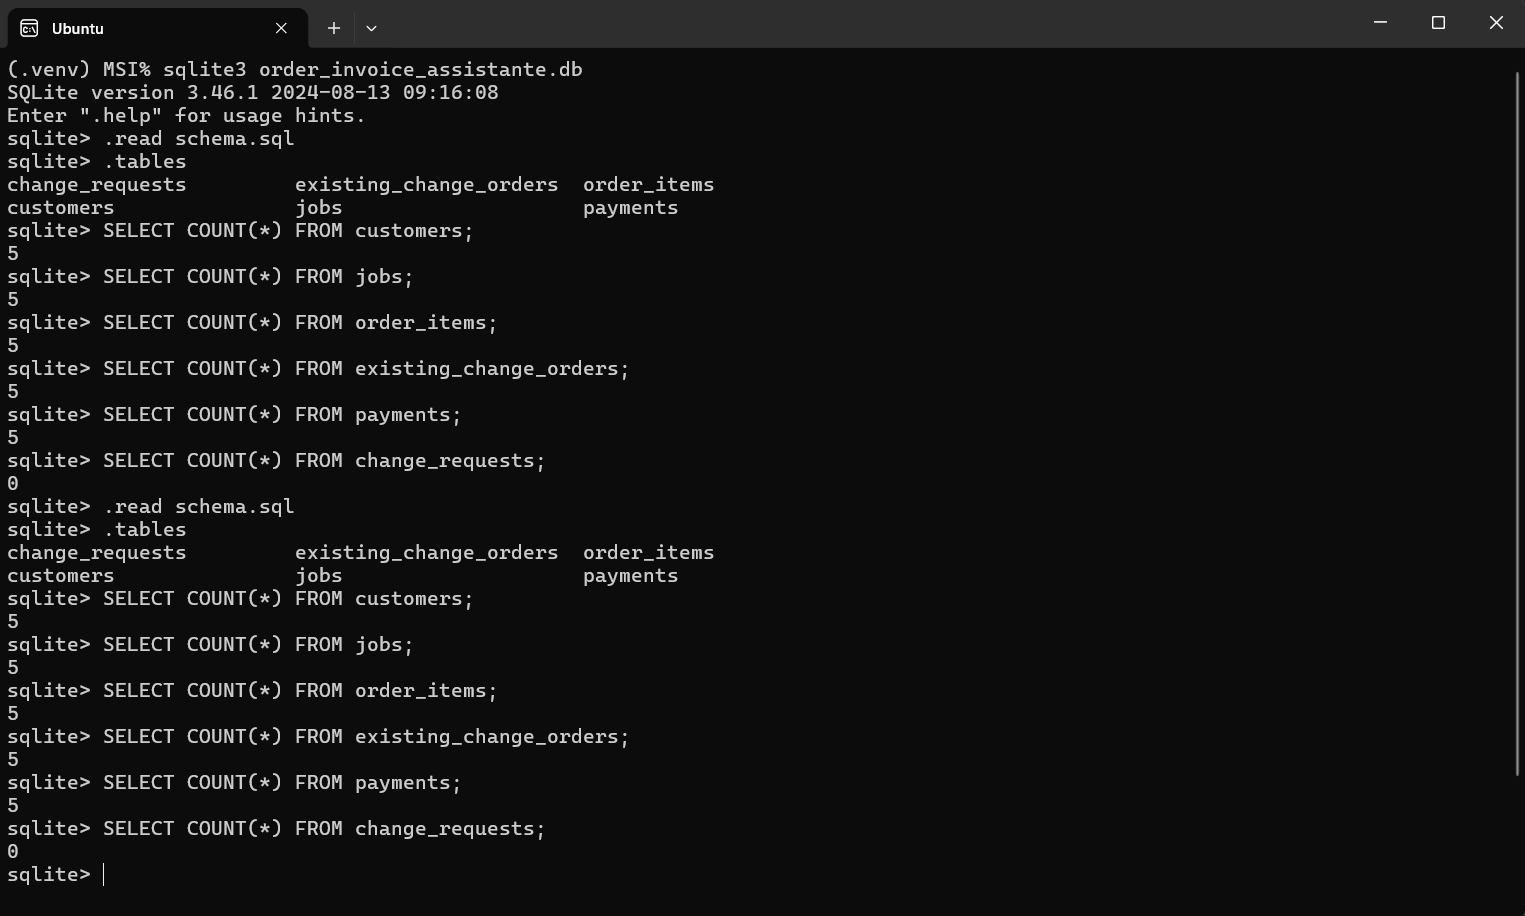 Ubuntu
(.venv) MSI% sqlite3 order_invoice_assistante.db
SQLite version 3.46.1 2024-08-13 09:16:08
Enter ".help" for usage hints.
sqlite> .read schema.sql
sqlite> .tables
change_requests         existing_change_orders  order_items
customers               jobs                    payments
sqlite> SELECT COUNT(*) FROM customers;
5
sqlite> SELECT COUNT(*) FROM jobs;
5
sqlite> SELECT COUNT(*) FROM order_items;
5
sqlite> SELECT COUNT(*) FROM existing_change_orders;
5
sqlite> SELECT COUNT(*) FROM payments;
5
sqlite> SELECT COUNT(*) FROM change_requests;
0
sqlite> .read schema.sql
sqlite> .tables
change_requests         existing_change_orders  order_items
customers               jobs                    payments
sqlite> SELECT COUNT(*) FROM customers;
5
sqlite> SELECT COUNT(*) FROM jobs;
5
sqlite> SELECT COUNT(*) FROM order_items;
5
sqlite> SELECT COUNT(*) FROM existing_change_orders;
5
sqlite> SELECT COUNT(*) FROM payments;
5
sqlite> SELECT COUNT(*) FROM change_requests;
0
sqlite>